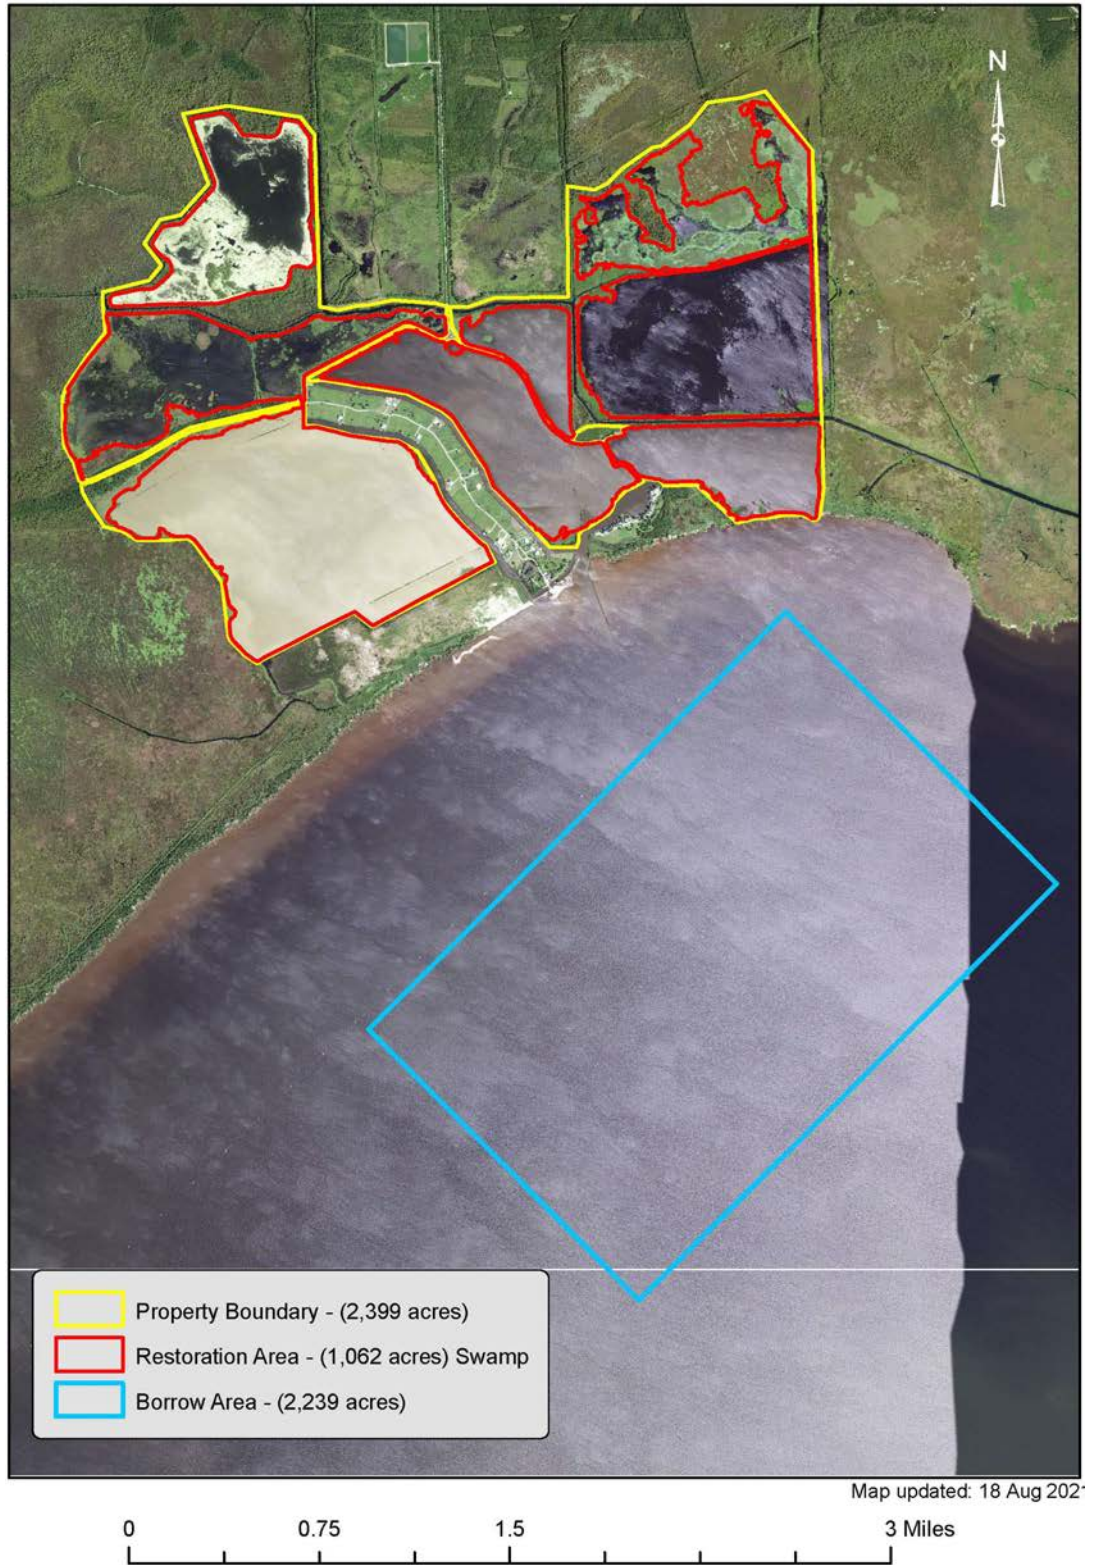 N
Property Boundary - (2,399 acres)
Restoration Area - (1,062 acres) Swamp
Borrow Area - (2,239 acres)
Map updated: 18 Aug 2021
0 0.75 1.5 3 Miles